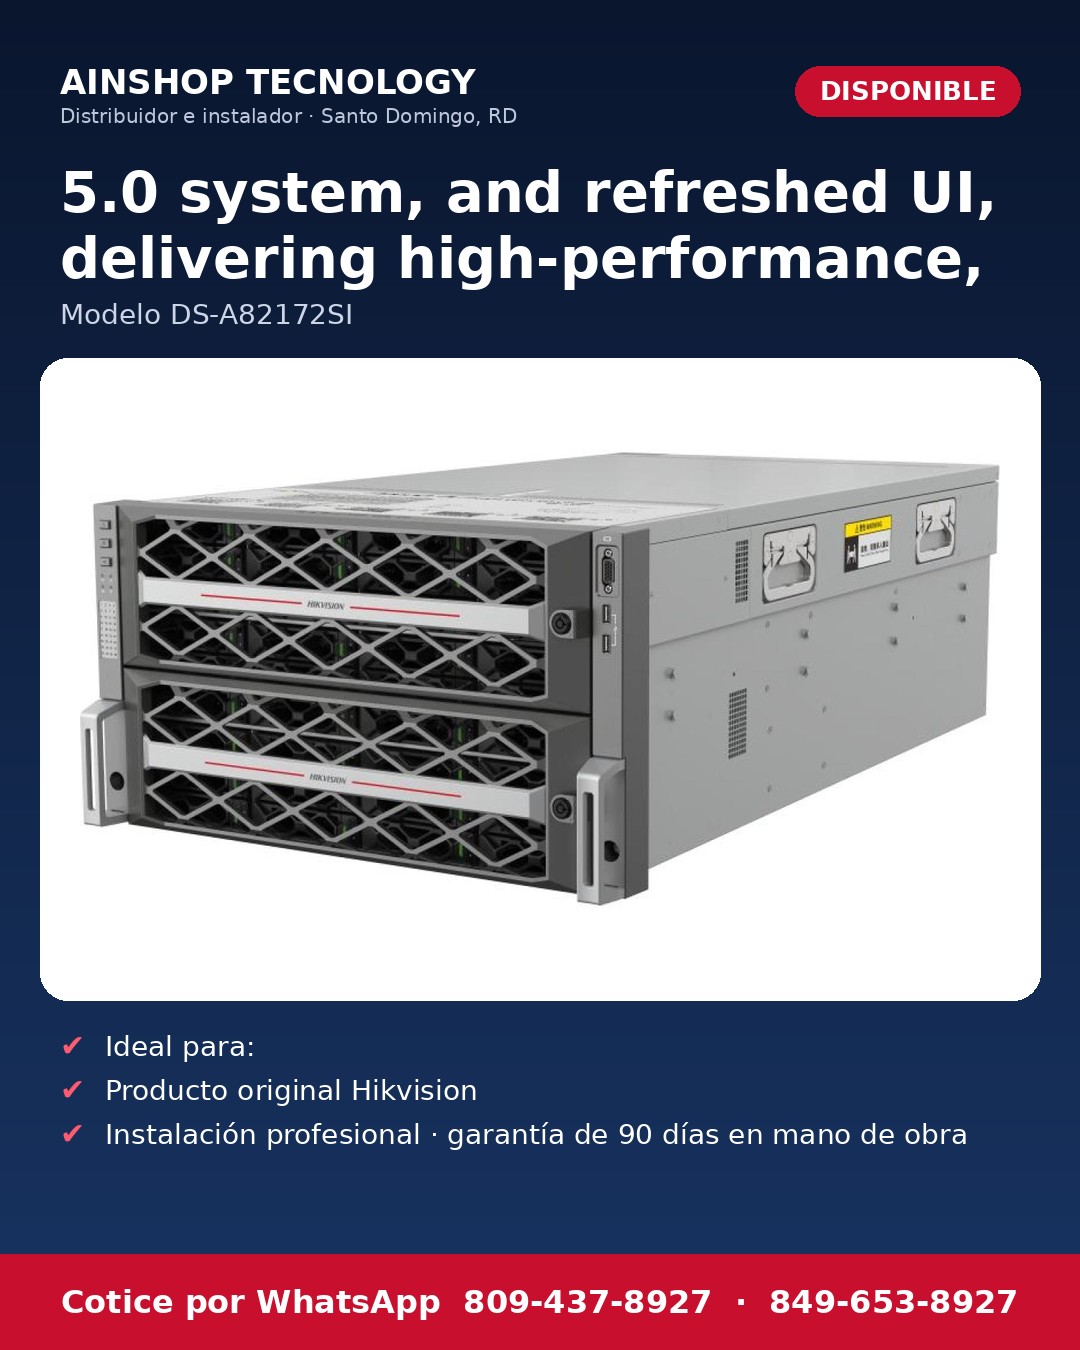 AINSHOP TECNOLOGY
DISPONIBLE
Distribuidor e instalador · Santo Domingo, RD
5.0 system, and refreshed UI,
delivering high-performance,
Modelo DS-A82172SI
HIKVISION
HIKVISION
WARNING
✔ Ideal para:
✔ Producto original Hikvision
✔ Instalación profesional · garantía de 90 días en mano de obra
Cotice por WhatsApp 809-437-8927 · 849-653-8927